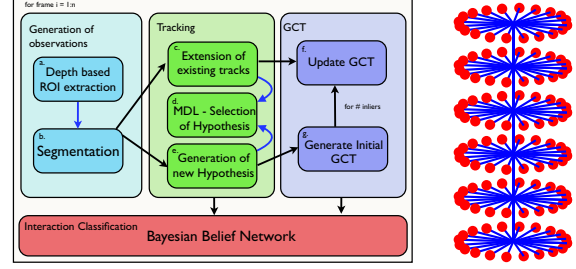 for frame i = 1:n
Generation of
observations
Tracking
GCT
a.
Depth based
ROI extraction
b.
Segmentation
c.
Extension of
existing tracks
d.
MDL - Selection
of Hypothesis
e.
Generation of
new Hypothesis
f.
Update GCT
for # inliers
g.
Generate Initial
GCT
Interaction Classification
Bayesian Belief Network